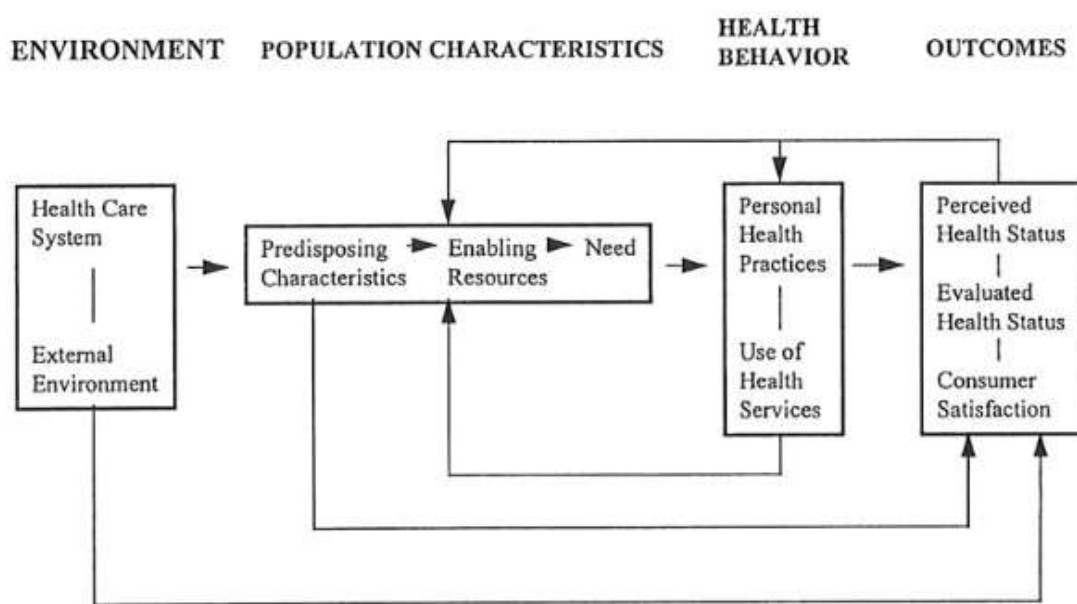 ENVIRONMENT
POPULATION CHARACTERISTICS
HEALTH
BEHAVIOR
OUTCOMES
Health Care
System
External
Environment
Predisposing
Characteristics
Enabling
Resources
Need
Personal
Health
Practices
Use of
Health
Services
Perceived
Health Status
Evaluated
Health Status
Consumer
Satisfaction